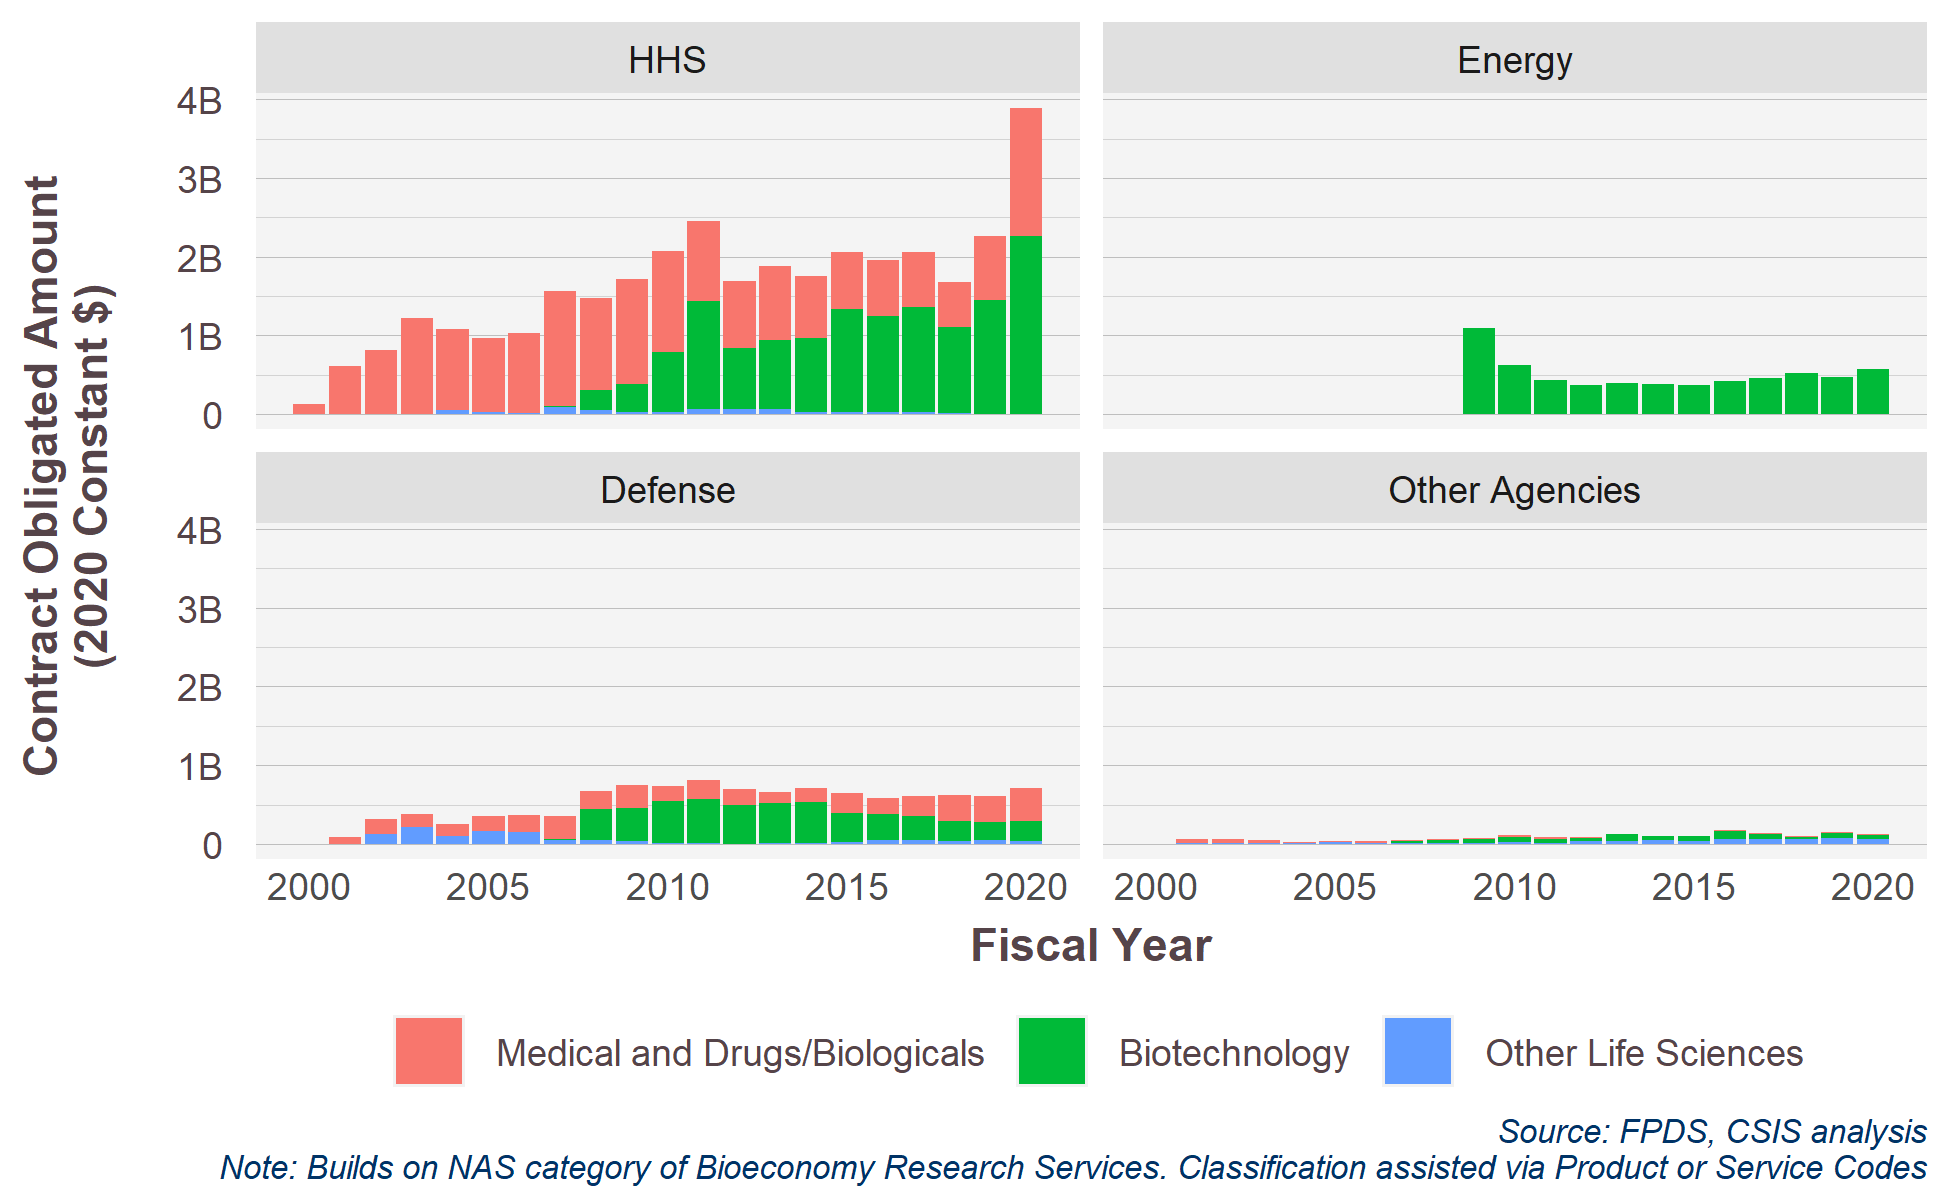 HHS
Energy
4B
3B
2B
1B
0
Defense
Other Agencies
4B
3B
2B
1B
0
Contract Obligated Amount
(2020 Constant $)
2000 2005 2010 2015 2020
2000 2005 2010 2015 2020
Fiscal Year
Medical and Drugs/Biologicals
Biotechnology
Other Life Sciences
Source: FPDS, CSIS analysis
Note: Builds on NAS category of Bioeconomy Research Services. Classification assisted via Product or Service Codes